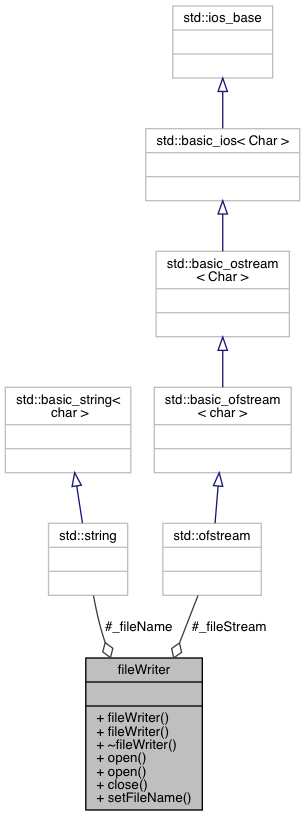 std::ios_base
std::basic_ios< Char >
std::basic_ostream
< Char >
std::basic_string<
char >
std::basic_ofstream
< char >
std::string
std::ofstream
#_fileName
#_fileStream
fileWriter
+ fileWriter()
+ fileWriter()
+ ~fileWriter()
+ open()
+ open()
+ close()
+ setFileName()